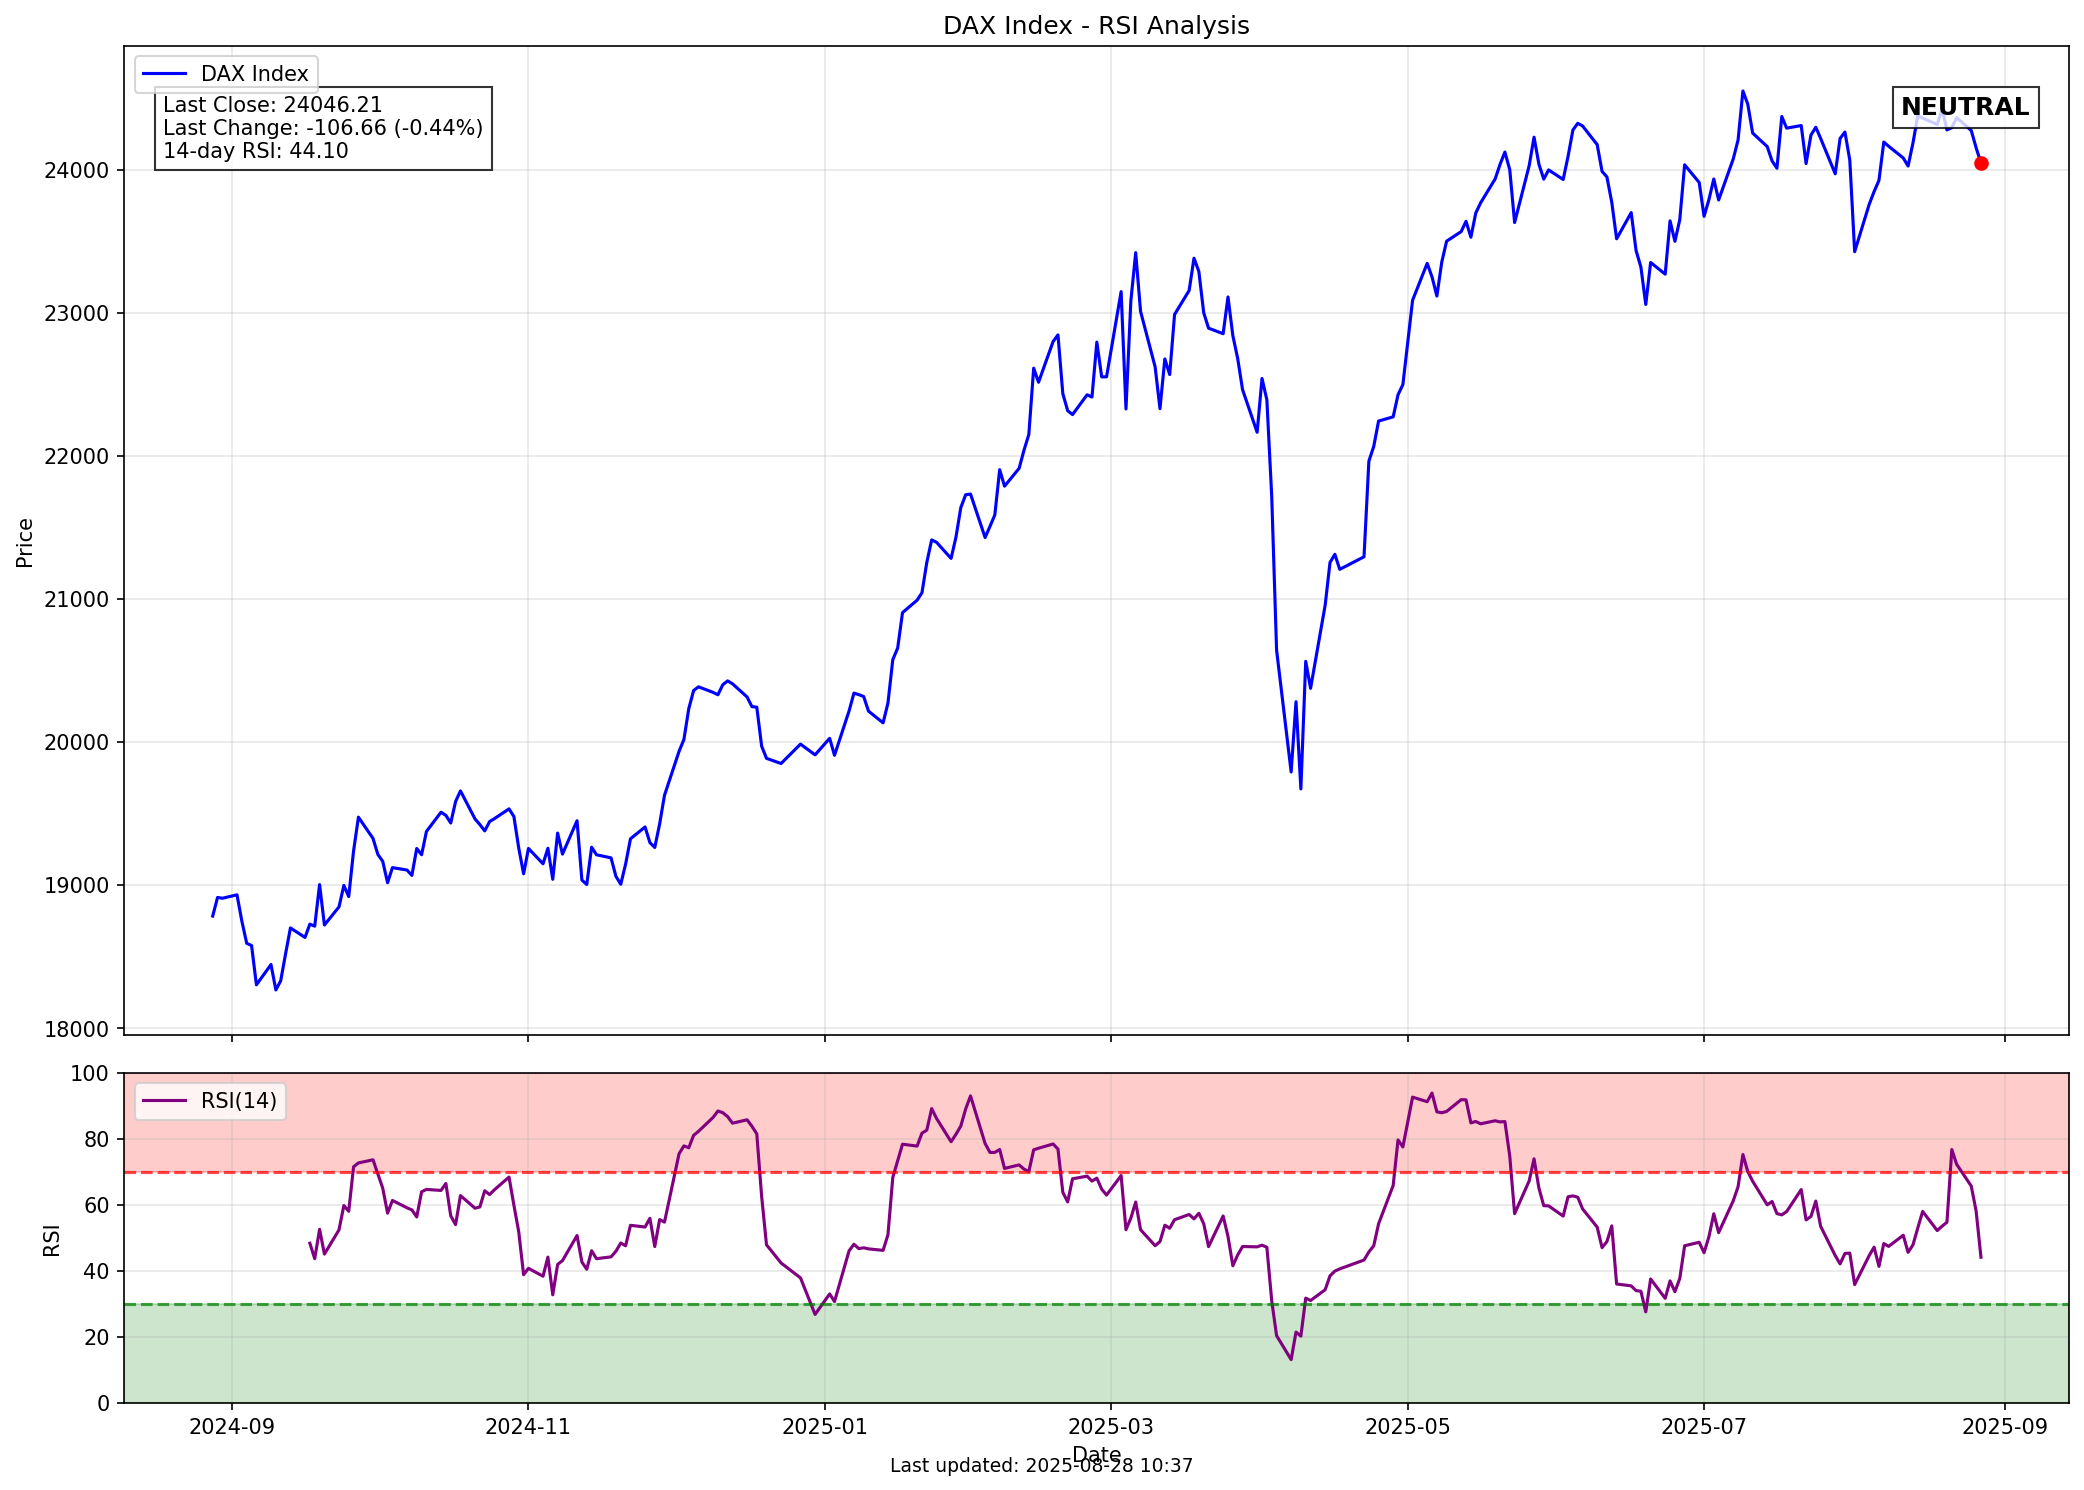 DAX Index - RSI Analysis
DAX Index
Last Close: 24046.21
Last Change: -106.66 (-0.44%)
14-day RSI: 44.10
NEUTRAL
Price
24000
23000
22000
21000
20000
19000
18000
RSI(14)
RSI
100
80
60
40
20
0
2024-09
2024-11
2025-01
2025-03
2025-05
2025-07
2025-09
Date
Last updated: 2025-08-28 10:37